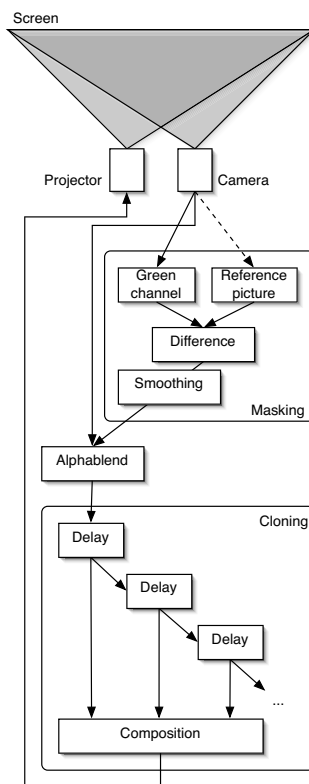 Screen
Projector
Camera
Green
channel
Reference
picture
Difference
Smoothing
Masking
Alphablend
Cloning
Delay
Delay
Delay
...
Composition